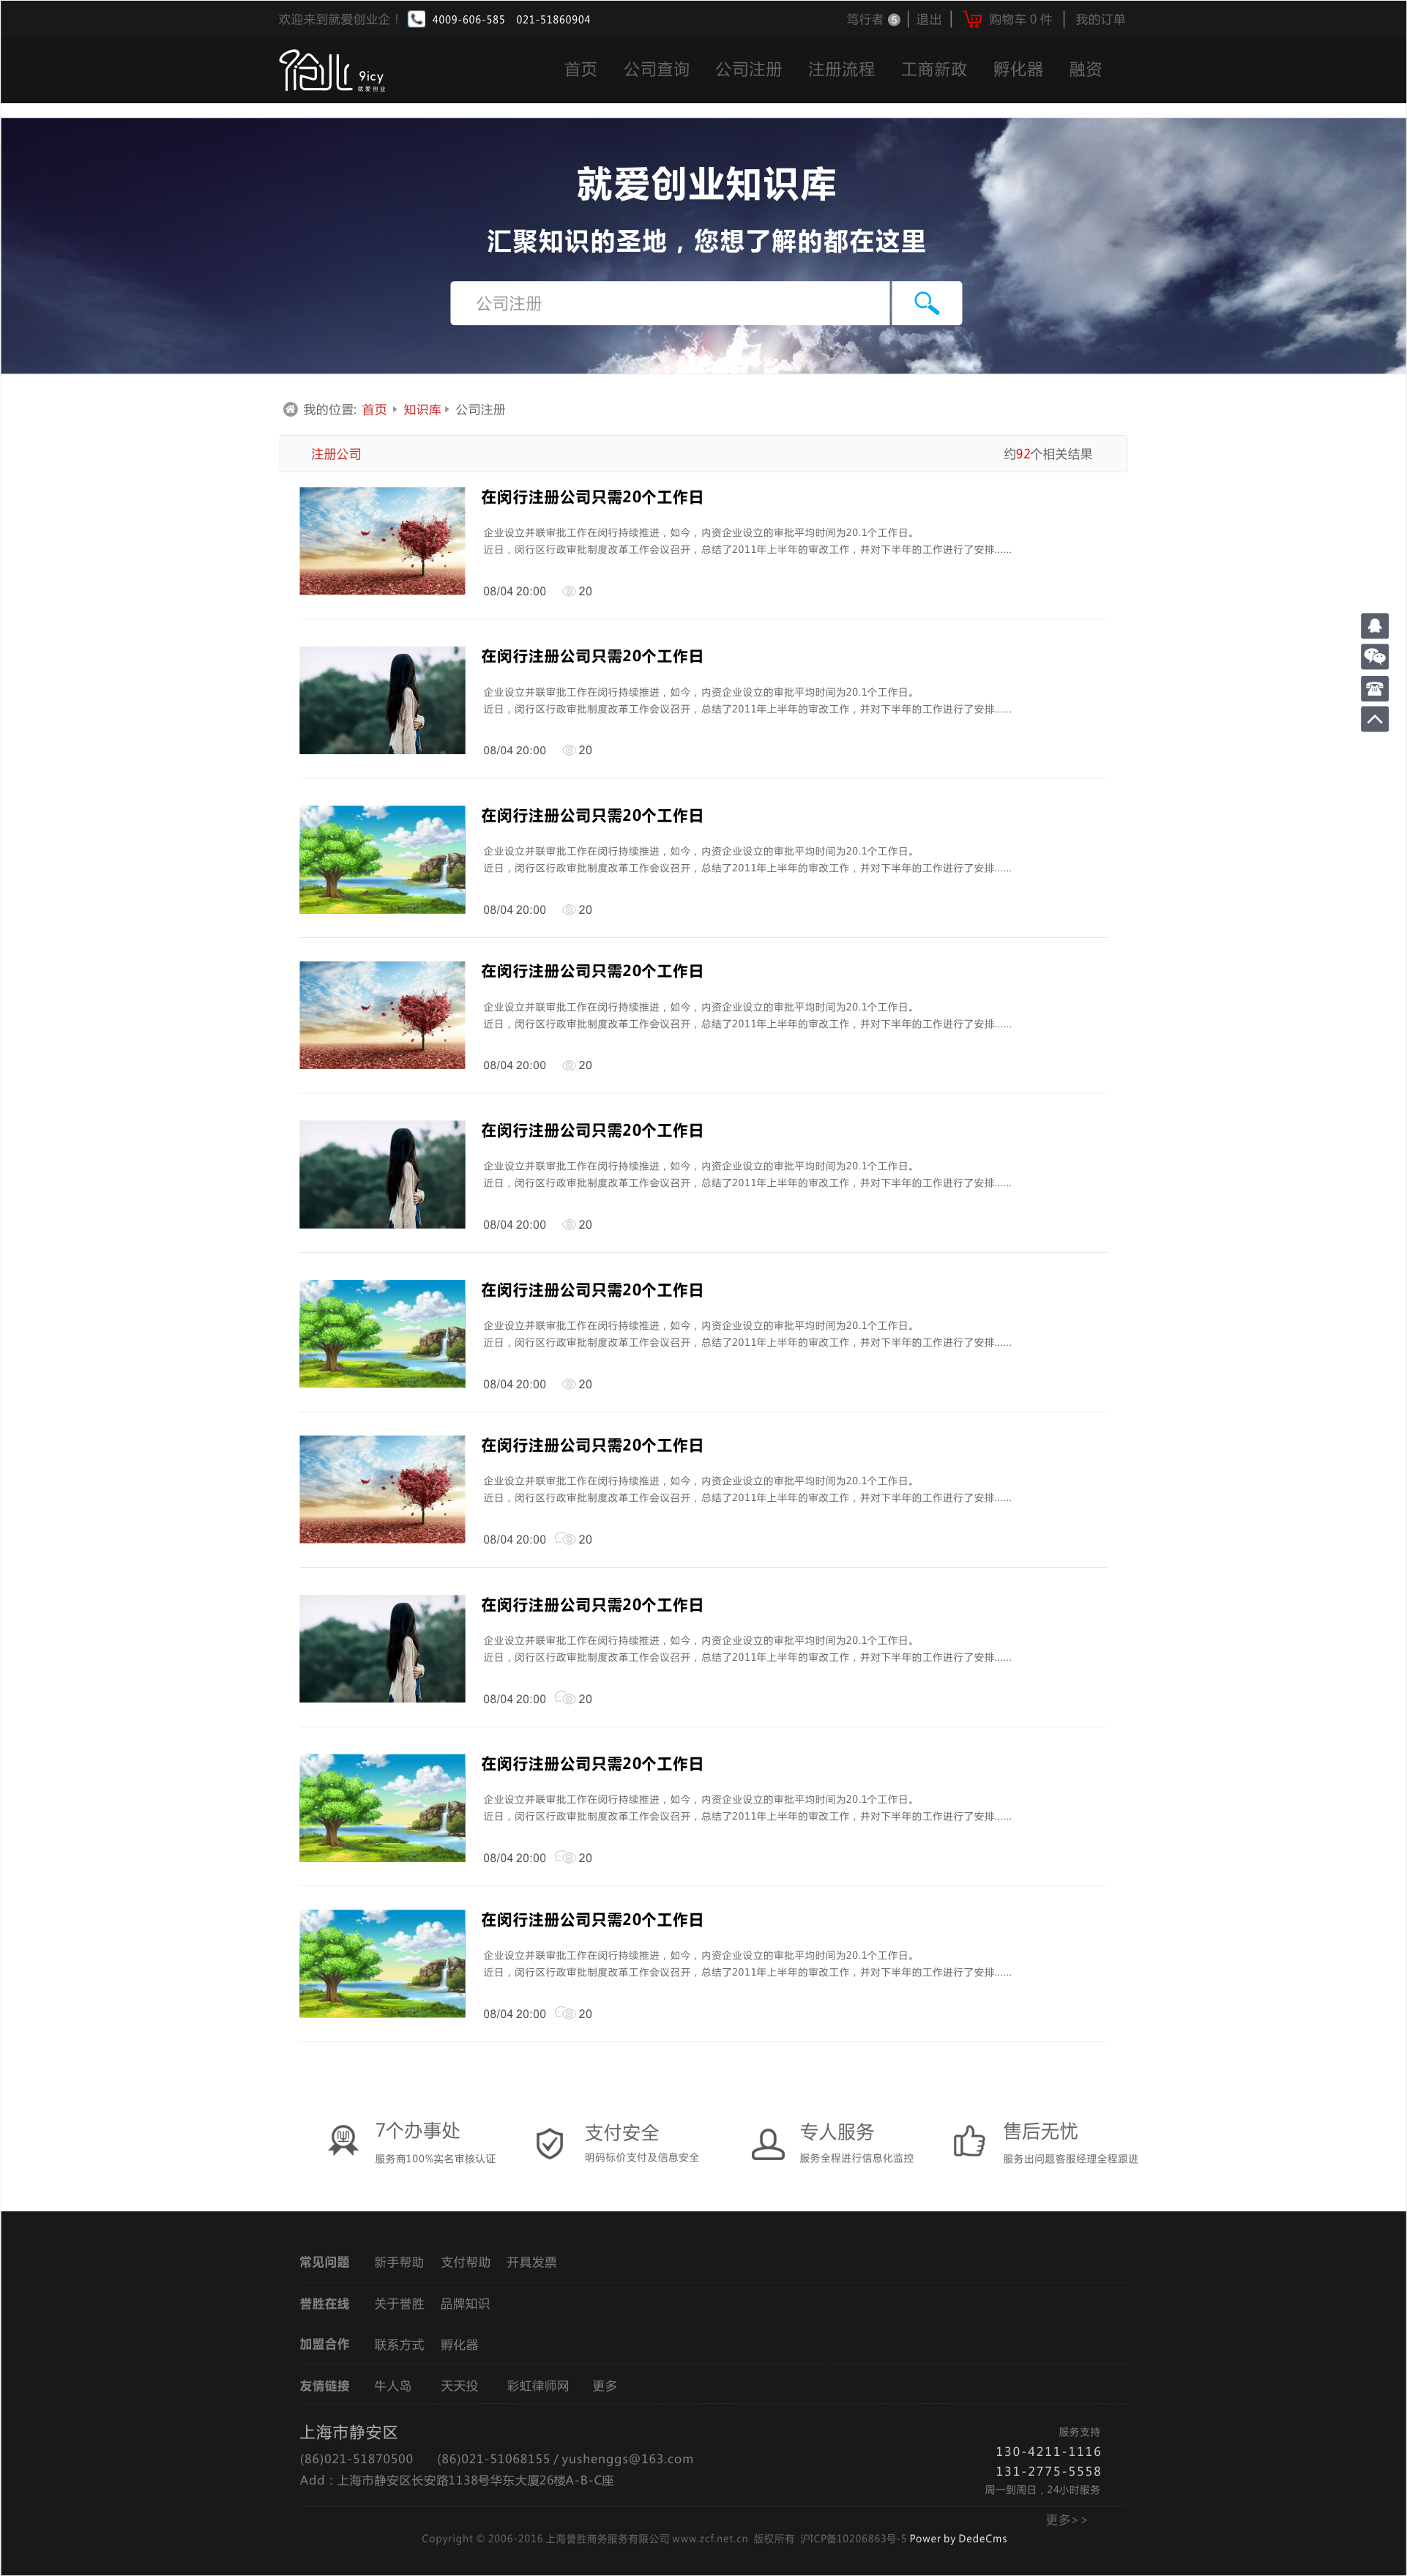 欢迎来到就爱创业企！ 4009-606-585 021-51860904 笃行者 5 退出 购物车 0 件 我的订单
9icy
就爱创业
首页 公司查询 公司注册 注册流程 工商新政 孵化器 融资
就爱创业知识库
汇聚知识的圣地，您想了解的都在这里
公司注册
我的位置: 首页 知识库 公司注册
注册公司 约92个相关结果
在闵行注册公司只需20个工作日
企业设立并联审批工作在闵行持续推进，如今，内资企业设立的审批平均时间为20.1个工作日。
近日，闵行区行政审批制度改革工作会议召开，总结了2011年上半年的审改工作，并对下半年的工作进行了安排......
08/04 20:00 20
在闵行注册公司只需20个工作日
企业设立并联审批工作在闵行持续推进，如今，内资企业设立的审批平均时间为20.1个工作日。
近日，闵行区行政审批制度改革工作会议召开，总结了2011年上半年的审改工作，并对下半年的工作进行了安排......
08/04 20:00 20
在闵行注册公司只需20个工作日
企业设立并联审批工作在闵行持续推进，如今，内资企业设立的审批平均时间为20.1个工作日。
近日，闵行区行政审批制度改革工作会议召开，总结了2011年上半年的审改工作，并对下半年的工作进行了安排......
08/04 20:00 20
在闵行注册公司只需20个工作日
企业设立并联审批工作在闵行持续推进，如今，内资企业设立的审批平均时间为20.1个工作日。
近日，闵行区行政审批制度改革工作会议召开，总结了2011年上半年的审改工作，并对下半年的工作进行了安排......
08/04 20:00 20
在闵行注册公司只需20个工作日
企业设立并联审批工作在闵行持续推进，如今，内资企业设立的审批平均时间为20.1个工作日。
近日，闵行区行政审批制度改革工作会议召开，总结了2011年上半年的审改工作，并对下半年的工作进行了安排......
08/04 20:00 20
在闵行注册公司只需20个工作日
企业设立并联审批工作在闵行持续推进，如今，内资企业设立的审批平均时间为20.1个工作日。
近日，闵行区行政审批制度改革工作会议召开，总结了2011年上半年的审改工作，并对下半年的工作进行了安排......
08/04 20:00 20
在闵行注册公司只需20个工作日
企业设立并联审批工作在闵行持续推进，如今，内资企业设立的审批平均时间为20.1个工作日。
近日，闵行区行政审批制度改革工作会议召开，总结了2011年上半年的审改工作，并对下半年的工作进行了安排......
08/04 20:00 20
在闵行注册公司只需20个工作日
企业设立并联审批工作在闵行持续推进，如今，内资企业设立的审批平均时间为20.1个工作日。
近日，闵行区行政审批制度改革工作会议召开，总结了2011年上半年的审改工作，并对下半年的工作进行了安排......
08/04 20:00 20
在闵行注册公司只需20个工作日
企业设立并联审批工作在闵行持续推进，如今，内资企业设立的审批平均时间为20.1个工作日。
近日，闵行区行政审批制度改革工作会议召开，总结了2011年上半年的审改工作，并对下半年的工作进行了安排......
08/04 20:00 20
在闵行注册公司只需20个工作日
企业设立并联审批工作在闵行持续推进，如今，内资企业设立的审批平均时间为20.1个工作日。
近日，闵行区行政审批制度改革工作会议召开，总结了2011年上半年的审改工作，并对下半年的工作进行了安排......
08/04 20:00 20
7个办事处 支付安全 专人服务 售后无忧
服务商100%实名审核认证 明码标价支付及信息安全 服务全程进行信息化监控 服务出问题客服经理全程跟进
常见问题 新手帮助 支付帮助 开具发票
誉胜在线 关于誉胜 品牌知识
加盟合作 联系方式 孵化器
友情链接 牛人岛 天天投 彩虹律师网 更多
上海市静安区 服务支持
(86)021-51870500 (86)021-51068155 / yushenggs@163.com 130-4211-1116
Add：上海市静安区长安路1138号华东大厦26楼A-B-C座 131-2775-5558
周一到周日，24小时服务
更多>>
Copyright © 2006-2016 上海誉胜商务服务有限公司 www.zcf.net.cn 版权所有 沪ICP备10206863号-5 Power by DedeCms